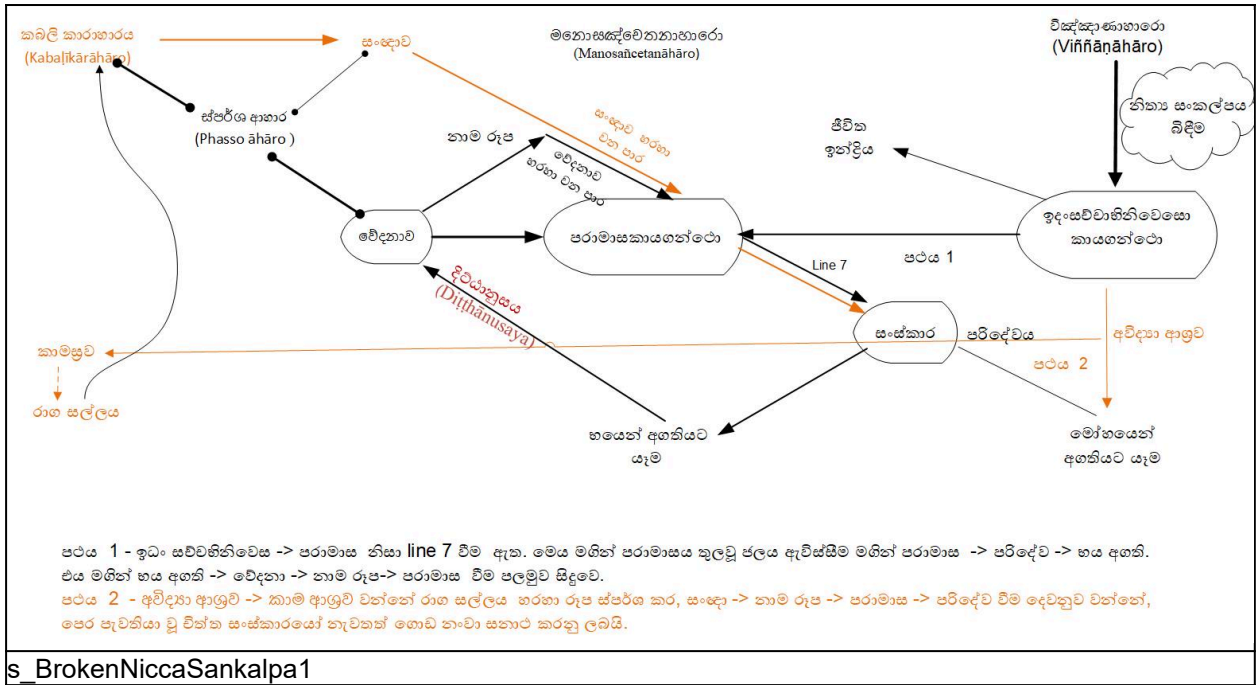 කබලි කාරාහාරය
(Kabaḷīkārāhāro)
සංඥාව
මනොසඤ්චෙතනාහාරො
(Manosañcetanāhāro)
විඤ්ඤාණාහාරො
(Viññāṇāhāro)
නිත්‍ය සංකල්පය
බිඳීම
ස්පර්ශ ආහාර
(Phasso āhāro )
නාම රූප
සංඥාව හරහා
වන පාර
වේදනාව
හරහා වන පාර
ජීවිත
ඉන්ද්‍රිය
වේදනාව
පරාමාසකායගන්ථො
ඉදංසච්චාභිනිවෙසො
කායගන්ථො
පථය 1
Line 7
දිට්ඨානුසය
(Diṭṭhānusaya)
සංස්කාර
පරිදේවය
අවිද්‍යා ආශ්‍රව
කාමස්‍රව
පථය 2
රාග සල්ලය
භයෙන් අගතියට
යෑම
මෝහයෙන්
අගතියට යෑම
පථය 1 - ඉධං සච්චභිනිවෙස -> පරාමාස නිසා line 7 වීම ඇත. මෙය මගින් පරාමාසය තුලවූ ජලය ඇවිස්සීම මගින් පරාමාස -> පරිදේව -> භය අගති.
එය මගින් භය අගති -> වේදනා -> නාම රූප-> පරාමාස වීම පලමුව සිදුවෙ.
පථය 2 - අවිද්‍යා ආශ්‍රව -> කාම ආශ්‍රව වන්නේ රාග සල්ලය හරහා රූප ස්පර්ශ කර, සංඥා -> නාම රූප -> පරාමාස -> පරිදේව වීම දෙවනුව වන්නේ,
පෙර පැවතියා වූ චිත්ත සංස්කාරයෝ නැවතත් ගොඩ නංවා සනාථ කරනු ලබයි.
s_BrokenNiccaSankalpa1